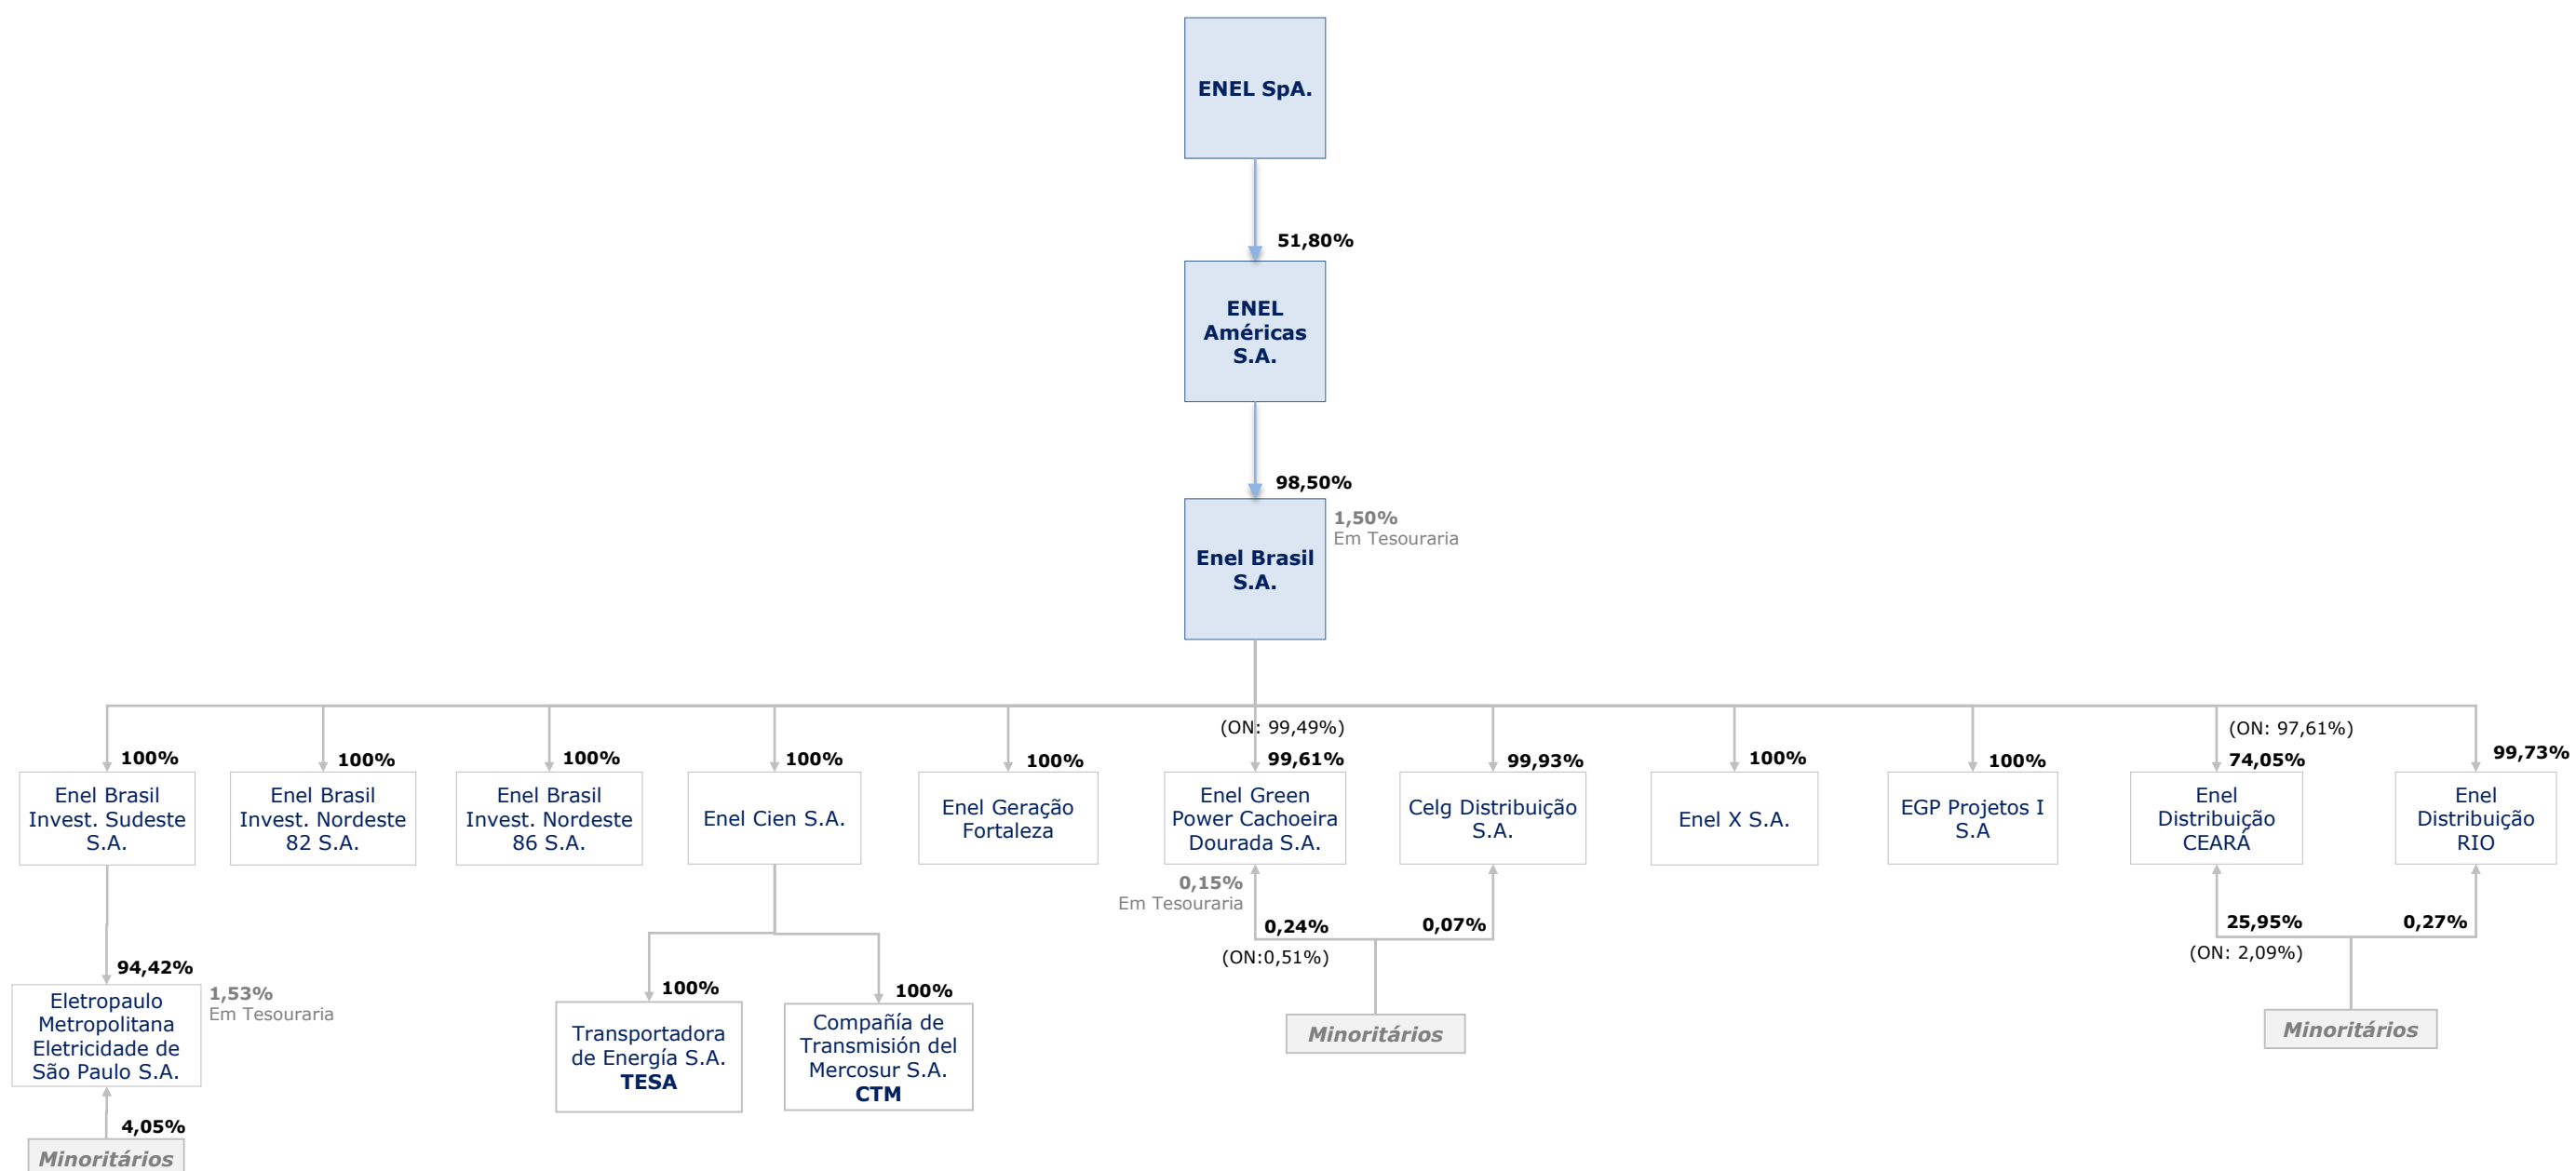 ENEL SpA.
51,80%
ENEL
Américas
S.A.
98,50%
1,50%
Em Tesouraria
Enel Brasil
S.A.
(ON: 99,49%)
(ON: 97,61%)
100%
100%
100%
100%
100%
99,61%
99,93%
100%
100%
74,05%
99,73%
Enel Brasil
Invest. Sudeste
S.A.
Enel Brasil
Invest. Nordeste
82 S.A.
Enel Brasil
Invest. Nordeste
86 S.A.
Enel Cien S.A.
Enel Geração
Fortaleza
Enel Green
Power Cachoeira
Dourada S.A.
Celg Distribuição
S.A.
Enel X S.A.
EGP Projetos I
S.A
Enel
Distribuição
CEARÁ
Enel
Distribuição
RIO
0,15%
Em Tesouraria
0,24%
0,07%
(ON:0,51%)
25,95%
0,27%
(ON: 2,09%)
94,42%
1,53%
Em Tesouraria
Eletropaulo
Metropolitana
Eletricidade de
São Paulo S.A.
100%
100%
Transportadora
de Energía S.A.
TESA
Compañía de
Transmisión del
Mercosur S.A.
CTM
Minoritários
Minoritários
4,05%
Minoritários